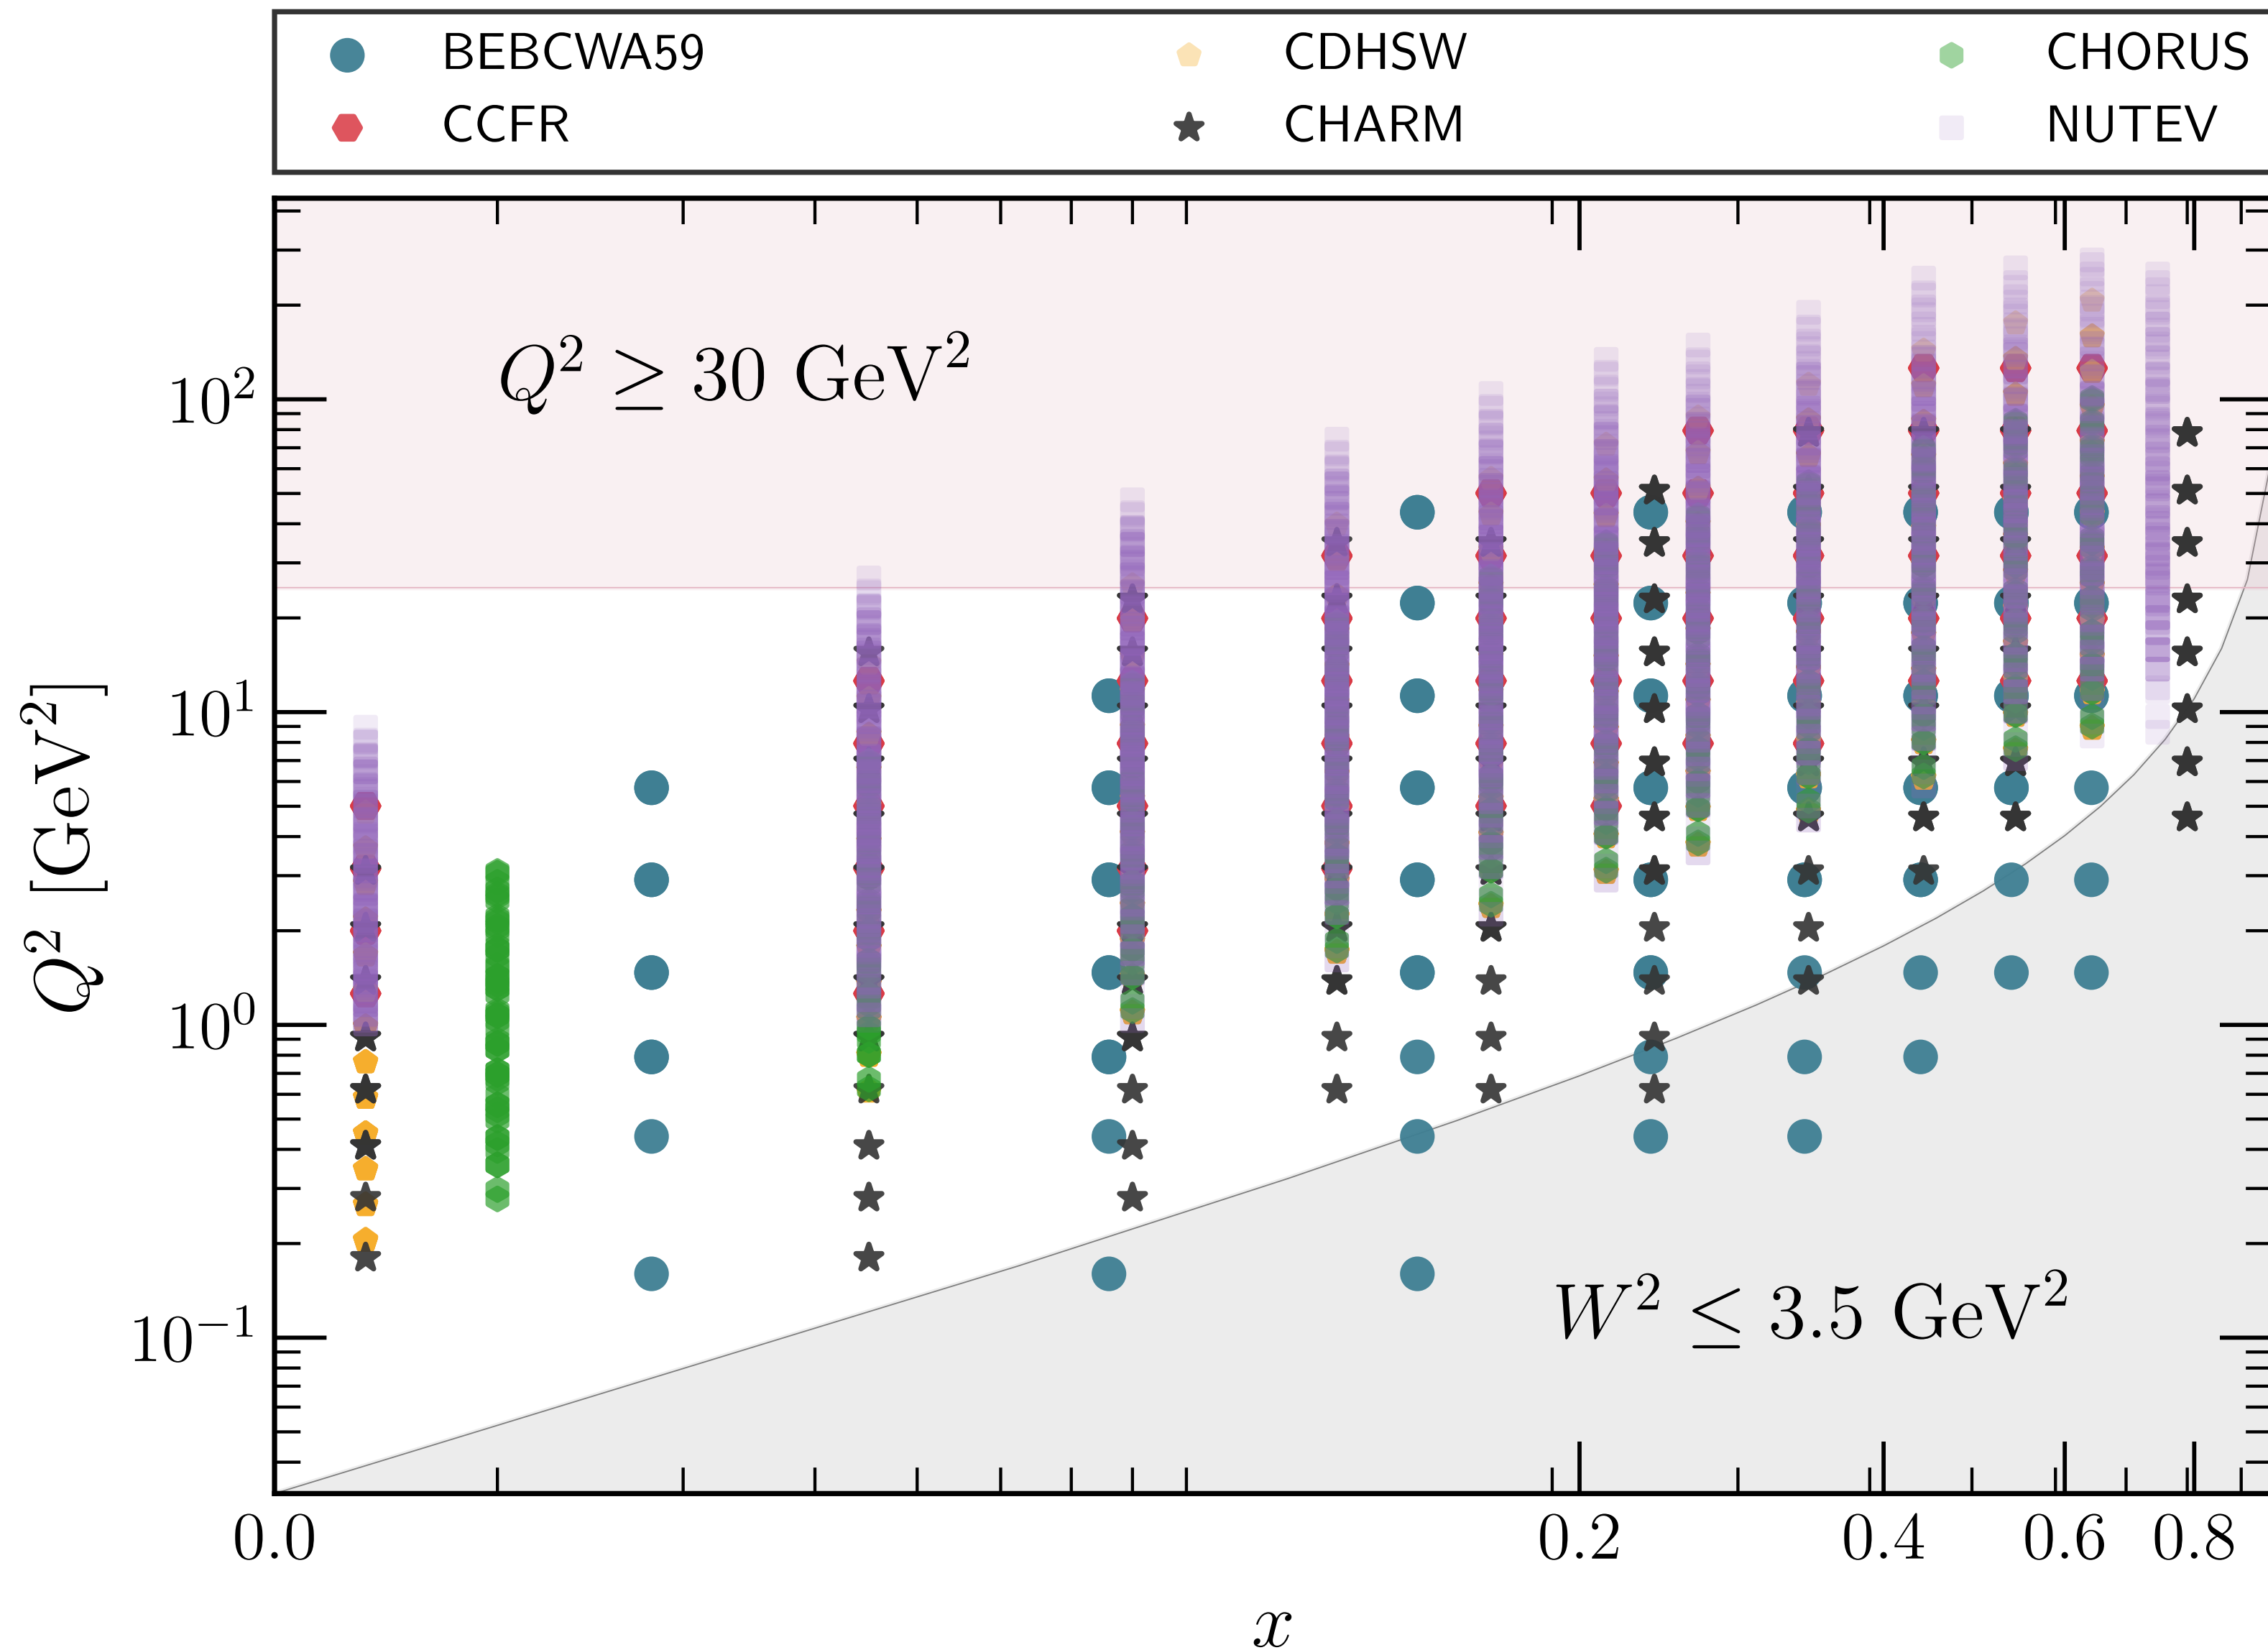 BEBCWA59 CDHSW CHORUS
CCFR CHARM NUTEV
Q² ≥ 30 GeV²
10²
10¹
10⁰
10⁻¹
Q² [GeV²]
W² ≤ 3.5 GeV²
0.0 0.2 0.4 0.6 0.8
x